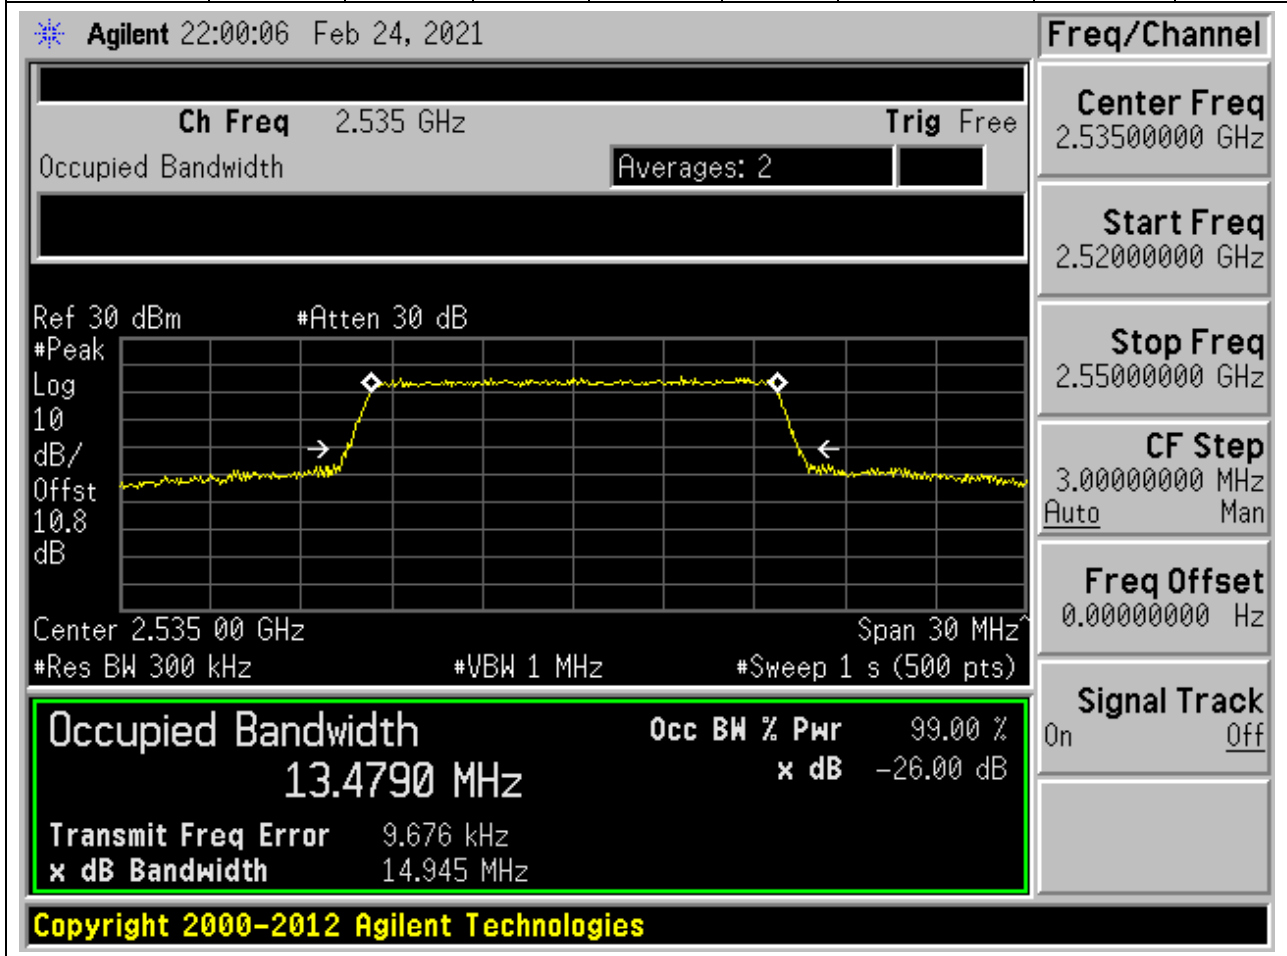 Agilent 22:00:06 Feb 24, 2021
Freq/Channel
Ch Freq 2.535 GHz Trig Free
Occupied Bandwidth Averages: 2
Center Freq
2.53500000 GHz
Start Freq
2.52000000 GHz
Stop Freq
2.55000000 GHz
CF Step
3.00000000 MHz
Auto Man
Freq Offset
0.00000000 Hz
Signal Track
On Off
Ref 30 dBm #Atten 30 dB
#Peak
Log
10
dB/
Offst
10.8
dB
Center 2.535 00 GHz Span 30 MHz^
#Res BW 300 kHz #VBW 1 MHz #Sweep 1 s (500 pts)
Occupied Bandwidth Occ BW % Pwr 99.00 %
13.4790 MHz x dB -26.00 dB
Transmit Freq Error 9.676 kHz
x dB Bandwidth 14.945 MHz
Copyright 2000-2012 Agilent Technologies